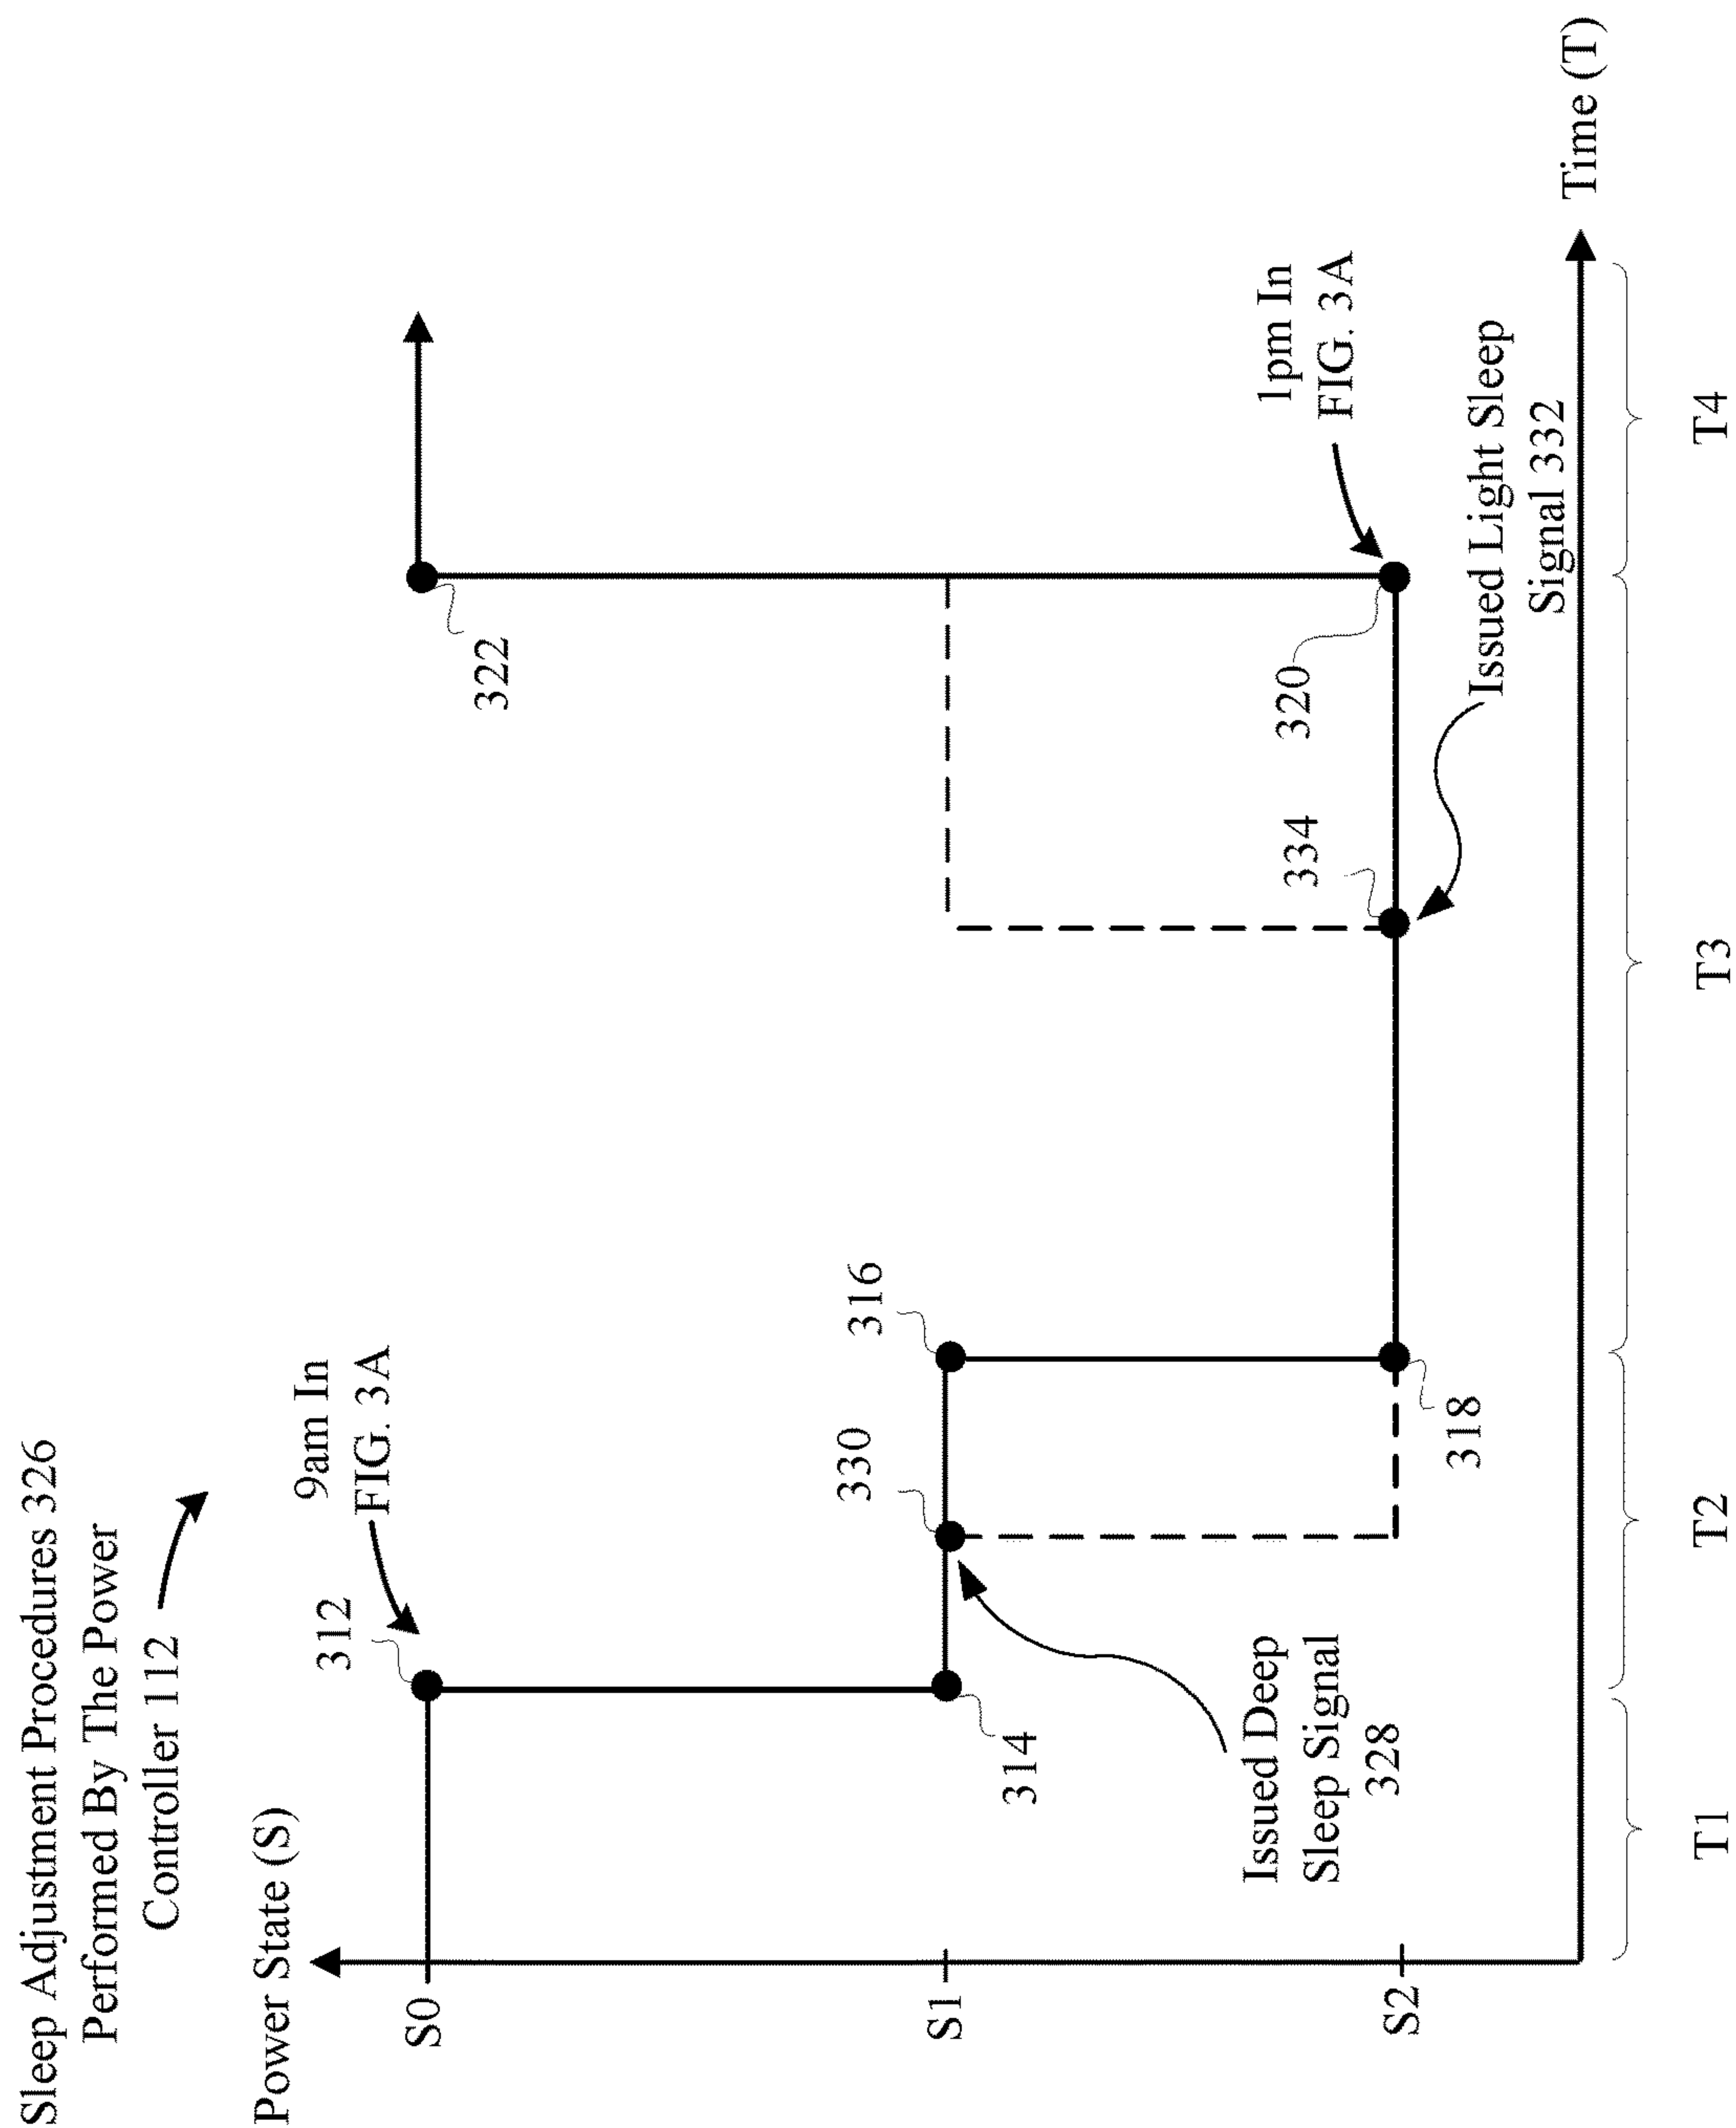 Sleep Adjustment Procedures 326
Performed By The Power
Controller 112
Power State (S)
9am In
FIG. 3A
312
322
S0
316
330
S1
314
334
320
1pm In
FIG. 3A
Issued Deep
Sleep Signal
328
318
S2
Issued Light Sleep
Signal 332
Time (T)
T1
T2
T3
T4